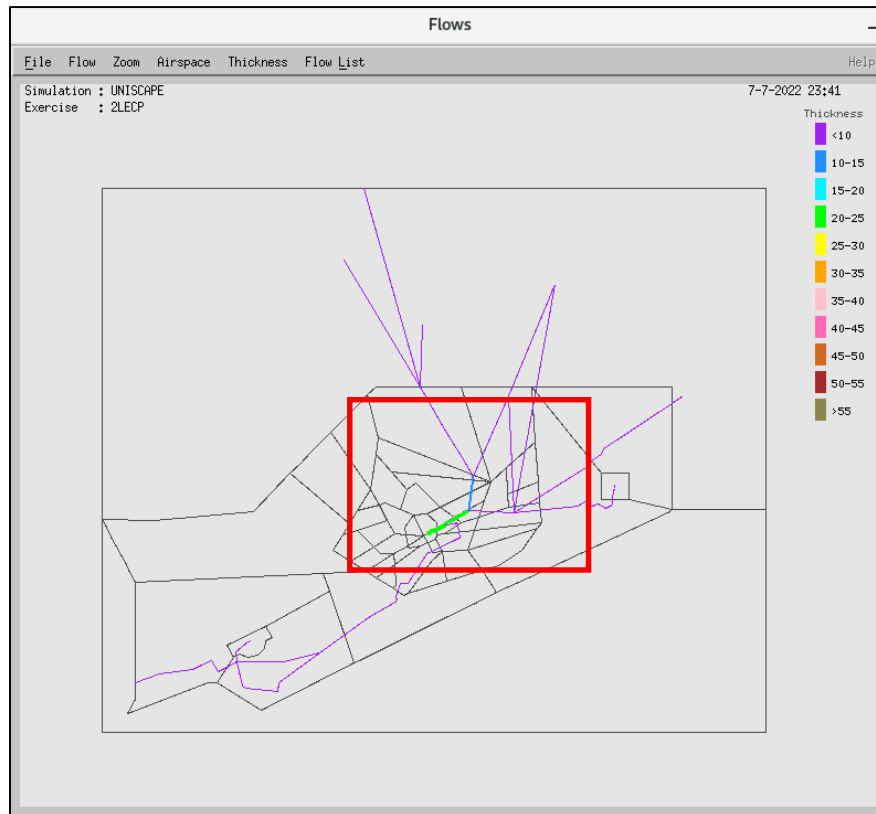 Flows
File Flow Zoom Airspace Thickness Flow List Help
Simulation : UNISCAPE 7-7-2022 23:41
Exercise : 2LECP
Thickness
<10
10-15
15-20
20-25
25-30
30-35
35-40
40-45
45-50
50-55
>55